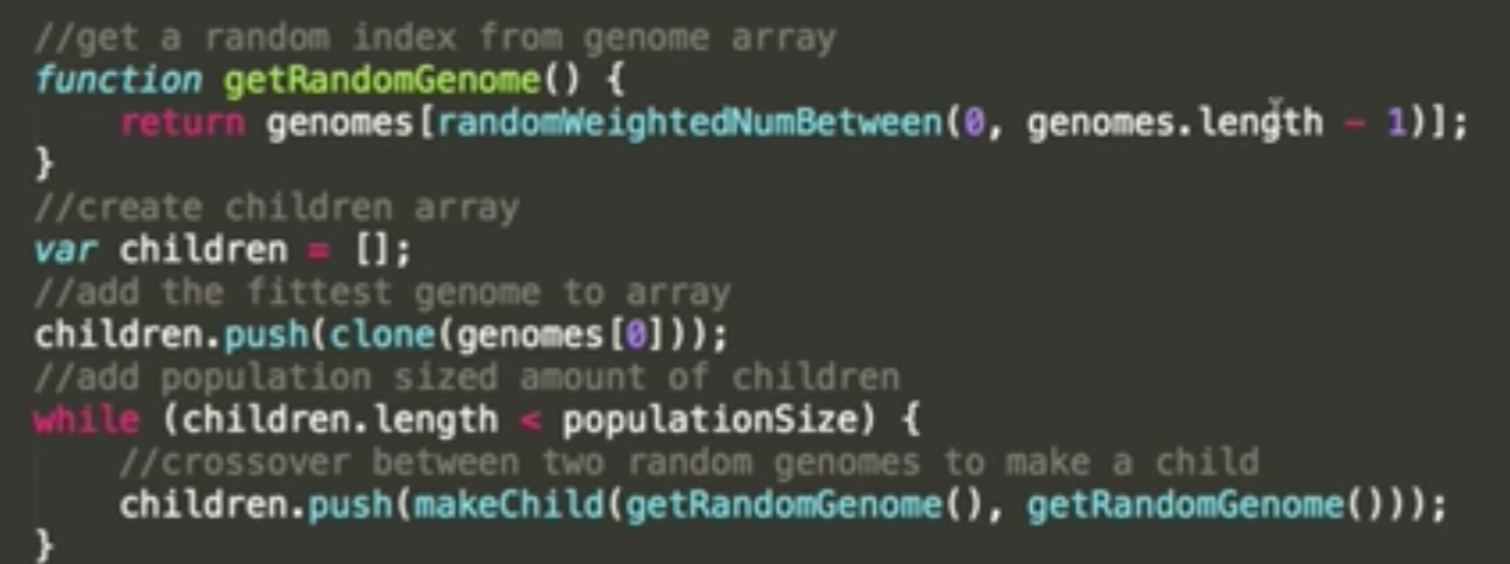 //get a random index from genome array
function getRandomGenome() {
    return genomes[randomWeightedNumBetween(0, genomes.length - 1)];
}
//create children array
var children = [];
//add the fittest genome to array
children.push(clone(genomes[0]));
//add population sized amount of children
while (children.length < populationSize) {
    //crossover between two random genomes to make a child
    children.push(makeChild(getRandomGenome(), getRandomGenome()));
}